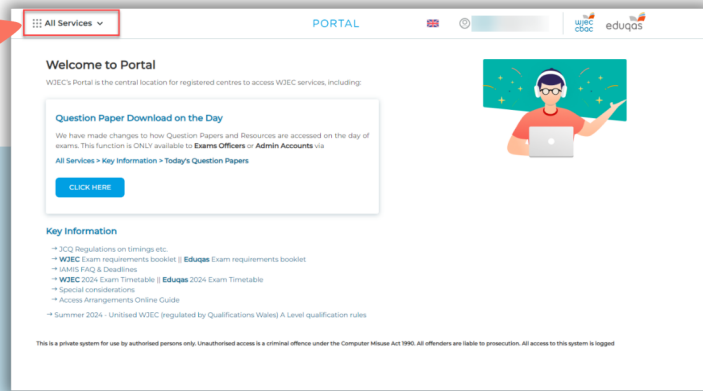 All Services
PORTAL
wjec
cbac
eduqas
Welcome to Portal
WJEC's Portal is the central location for registered centres to access WJEC services, including:
Question Paper Download on the Day
We have made changes to how Question Papers and Resources are accessed on the day of
exams. This function is ONLY available to Exams Officers or Admin Accounts via
All Services > Key Information > Today's Question Papers
CLICK HERE
Key Information
→ JCQ Regulations on timings etc.
→ WJEC Exam requirements booklet || Eduqas Exam requirements booklet
→ IAMIS FAQ & Deadlines
→ WJEC 2024 Exam Timetable || Eduqas 2024 Exam Timetable
→ Special considerations
→ Access Arrangements Online Guide
→ Summer 2024 - Unitised WJEC (regulated by Qualifications Wales) A Level qualification rules
This is a private system for use by authorised persons only. Unauthorised access is a criminal offence under the Computer Misuse Act 1990. All offenders are liable to prosecution. All access to this system is logged